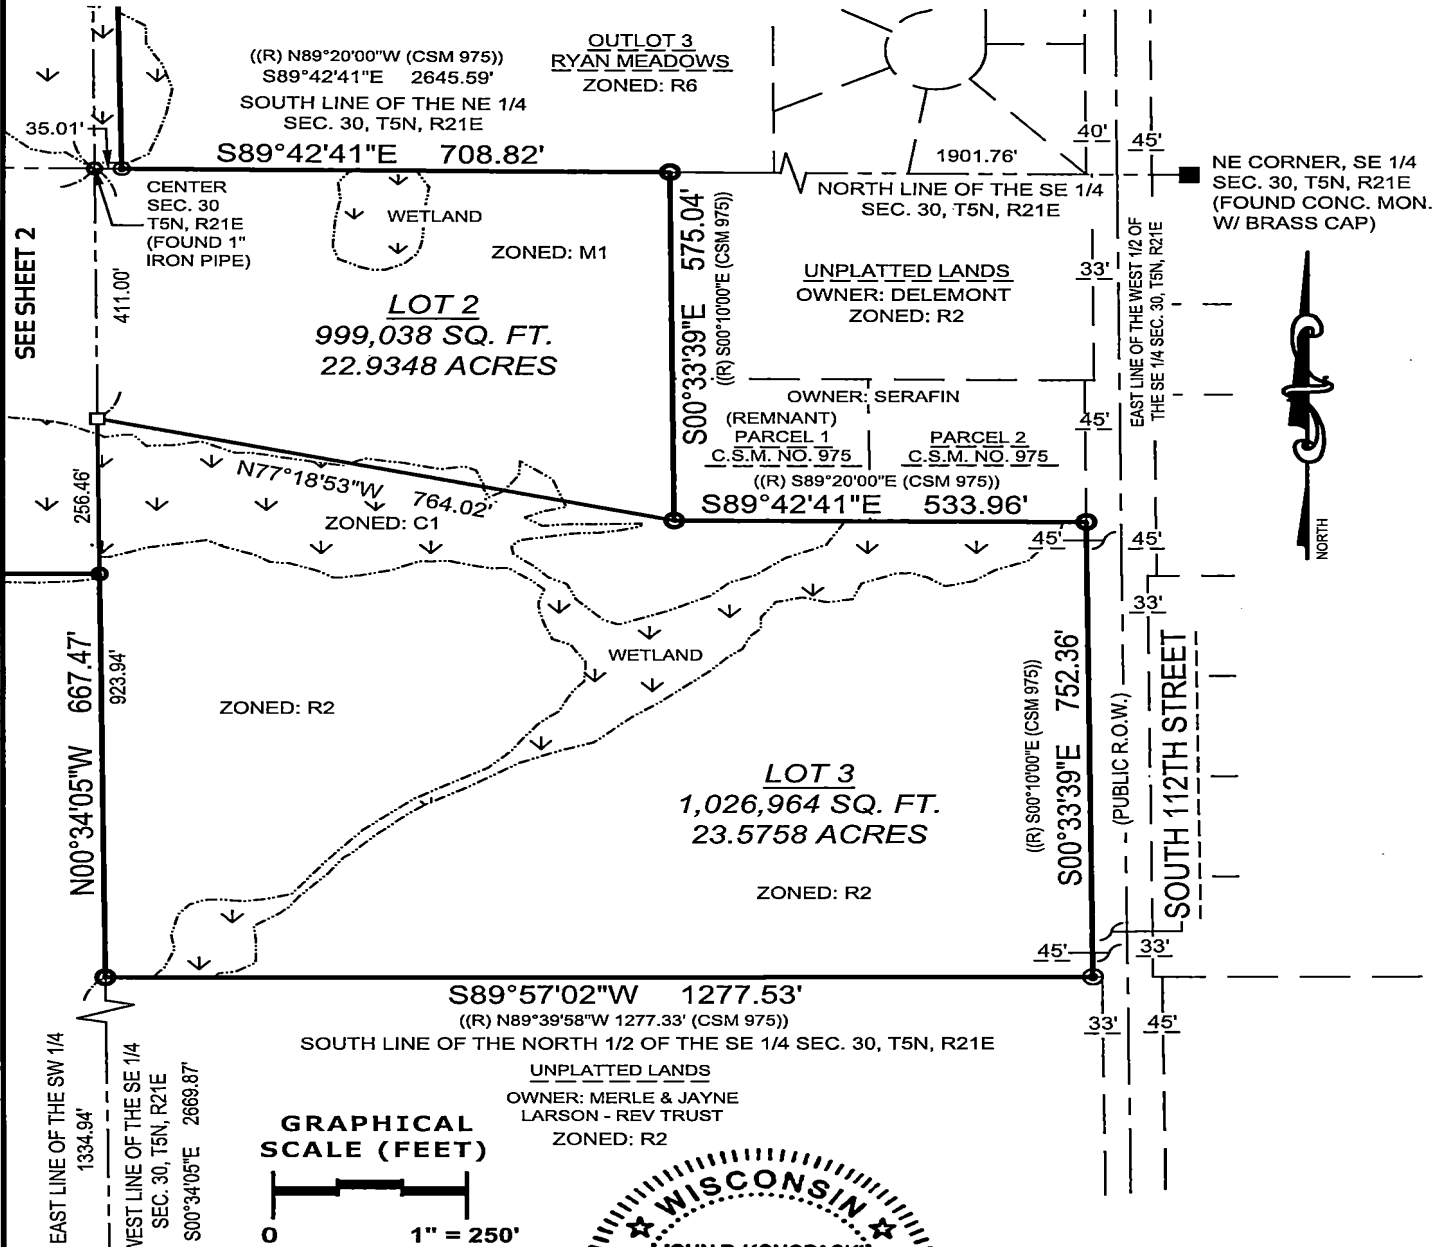 ((R) N89°20'00"W (CSM 975))
S89°42'41"E 2645.59'
SOUTH LINE OF THE NE 1/4
SEC. 30, T5N, R21E
OUTLOT 3
RYAN MEADOWS
ZONED: R6
35.01'
S89°42'41"E 708.82'
1901.76'
40'
45'
NORTH LINE OF THE SE 1/4
SEC. 30, T5N, R21E
NE CORNER, SE 1/4
SEC. 30, T5N, R21E
(FOUND CONC. MON.
W/ BRASS CAP)
CENTER
SEC. 30
T5N, R21E
(FOUND 1"
IRON PIPE)
WETLAND
ZONED: M1
SEE SHEET 2
411.00'
LOT 2
999,038 SQ. FT.
22.9348 ACRES
S00°33'39"E 575.04'
((R) S00°10'00"E (CSM 975))
UNPLATTED LANDS
OWNER: DELEMONT
ZONED: R2
33'
EAST LINE OF THE WEST 1/2 OF
THE SE 1/4 SEC. 30, T5N, R21E
OWNER: SERAFIN
(REMNANT)
PARCEL 1
C.S.M. NO. 975
PARCEL 2
C.S.M. NO. 975
45'
((R) S89°20'00"E (CSM 975))
S89°42'41"E 533.96'
NORTH
256.46'
N77°18'53"W 764.02'
ZONED: C1
45'
45'
33'
N00°34'05"W 667.47'
923.94'
WETLAND
ZONED: R2
((R) S00°10'00"E (CSM 975))
S00°33'39"E 752.36'
(PUBLIC R.O.W.)
SOUTH 112TH STREET
LOT 3
1,026,964 SQ. FT.
23.5758 ACRES
ZONED: R2
45'
33'
S89°57'02"W 1277.53'
((R) N89°39'58"W 1277.33' (CSM 975))
SOUTH LINE OF THE NORTH 1/2 OF THE SE 1/4 SEC. 30, T5N, R21E
33'
45'
UNPLATTED LANDS
OWNER: MERLE & JAYNE
LARSON - REV TRUST
ZONED: R2
EAST LINE OF THE SW 1/4
1334.94'
WEST LINE OF THE SE 1/4
SEC. 30, T5N, R21E
S00°34'05"E 2669.87'
GRAPHICAL
SCALE (FEET)
0 1" = 250'
WISCONSIN